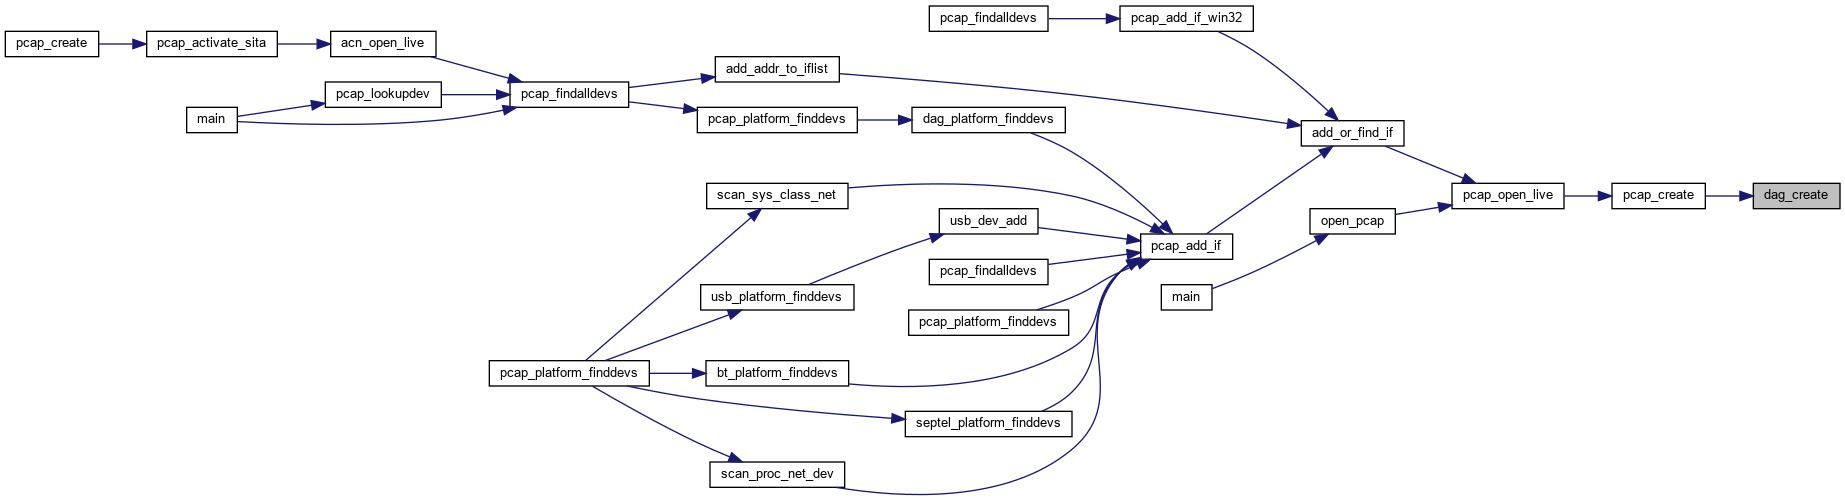 pcap_findalldevs
pcap_add_if_win32
pcap_create
pcap_activate_sita
acn_open_live
add_addr_to_iflist
pcap_lookupdev
pcap_findalldevs
main
pcap_platform_finddevs
dag_platform_finddevs
add_or_find_if
scan_sys_class_net
pcap_open_live
pcap_create
dag_create
usb_dev_add
open_pcap
pcap_add_if
pcap_findalldevs
usb_platform_finddevs
main
pcap_platform_finddevs
pcap_platform_finddevs
bt_platform_finddevs
septel_platform_finddevs
scan_proc_net_dev